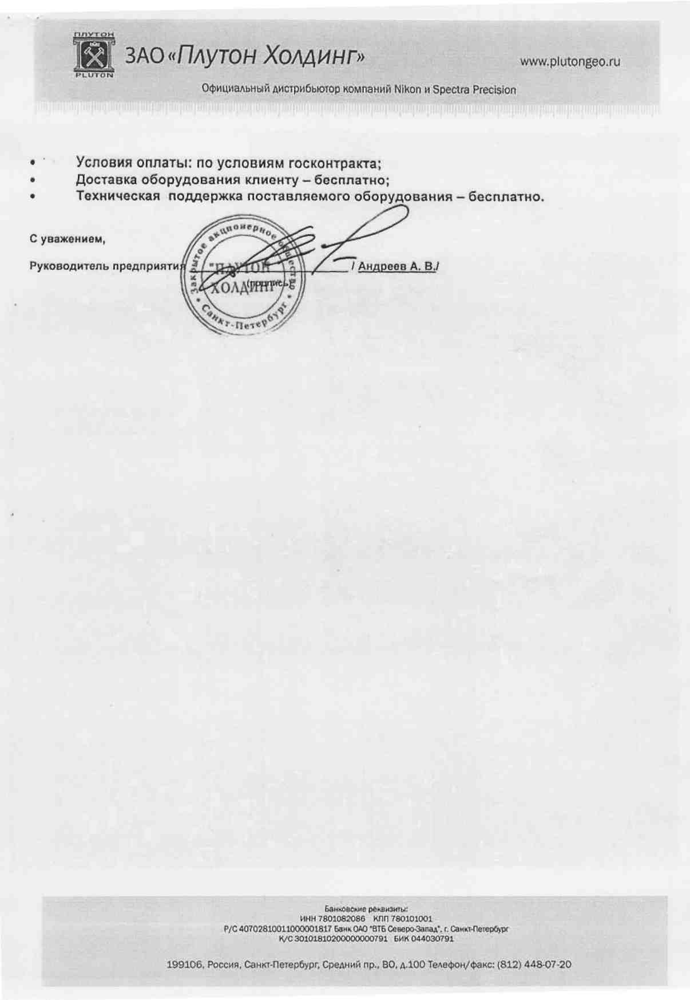 ПЛУТОН
PLUTON
ЗАО «Плутон Холдинг»
www.plutongeo.ru
Официальный дистрибьютор компаний Nikon и Spectra Precision
• Условия оплаты: по условиям госконтракта;
• Доставка оборудования клиенту – бесплатно;
• Техническая поддержка поставляемого оборудования – бесплатно.
С уважением,
Руководитель предприятия / Андреев А. В./
(подпись)
Закрытое акционерное общество
"ПЛУТОН
ХОЛДИНГ"
* Санкт-Петербург *
Банковские реквизиты:
ИНН 7801082086 КПП 780101001
Р/С 40702810011000001817 Банк ОАО "ВТБ Северо-Запад", г. Санкт-Петербург
К/С 30101810200000000791 БИК 044030791
199106, Россия, Санкт-Петербург, Средний пр., ВО, д.100 Телефон/факс: (812) 448-07-20